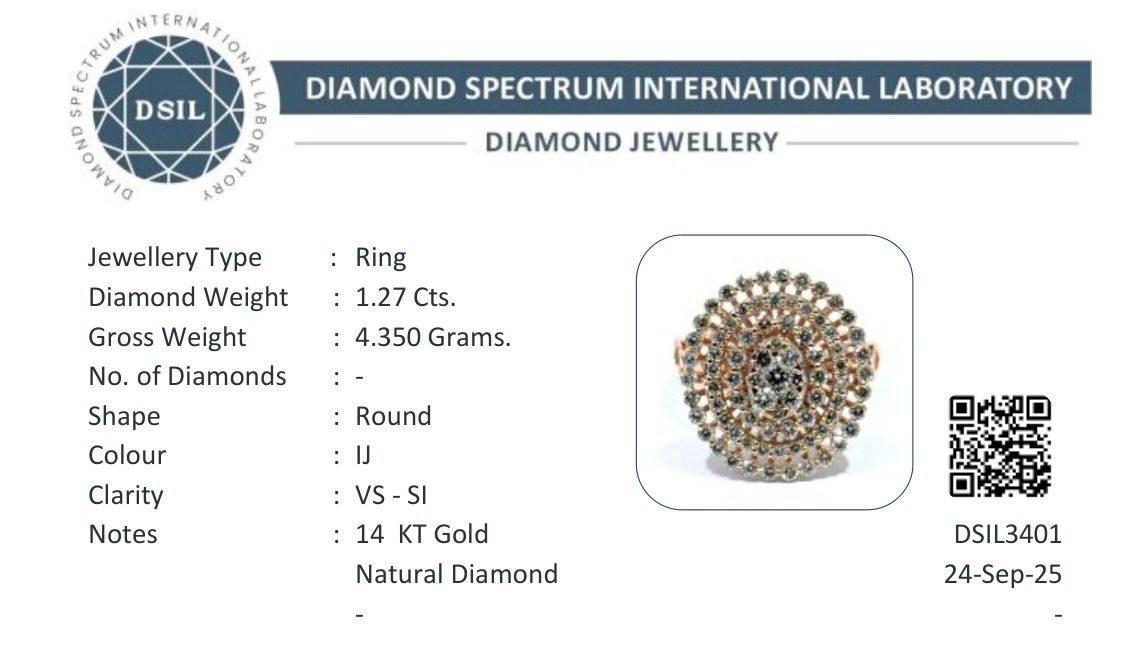 DIAMOND SPECTRUM INTERNATIONAL LABORATORY
DSIL
DIAMOND SPECTRUM INTERNATIONAL LABORATORY
DIAMOND JEWELLERY
Jewellery Type : Ring
Diamond Weight : 1.27 Cts.
Gross Weight : 4.350 Grams.
No. of Diamonds : -
Shape : Round
Colour : IJ
Clarity : VS - SI
Notes : 14 KT Gold
Natural Diamond
-
DSIL3401
24-Sep-25
-